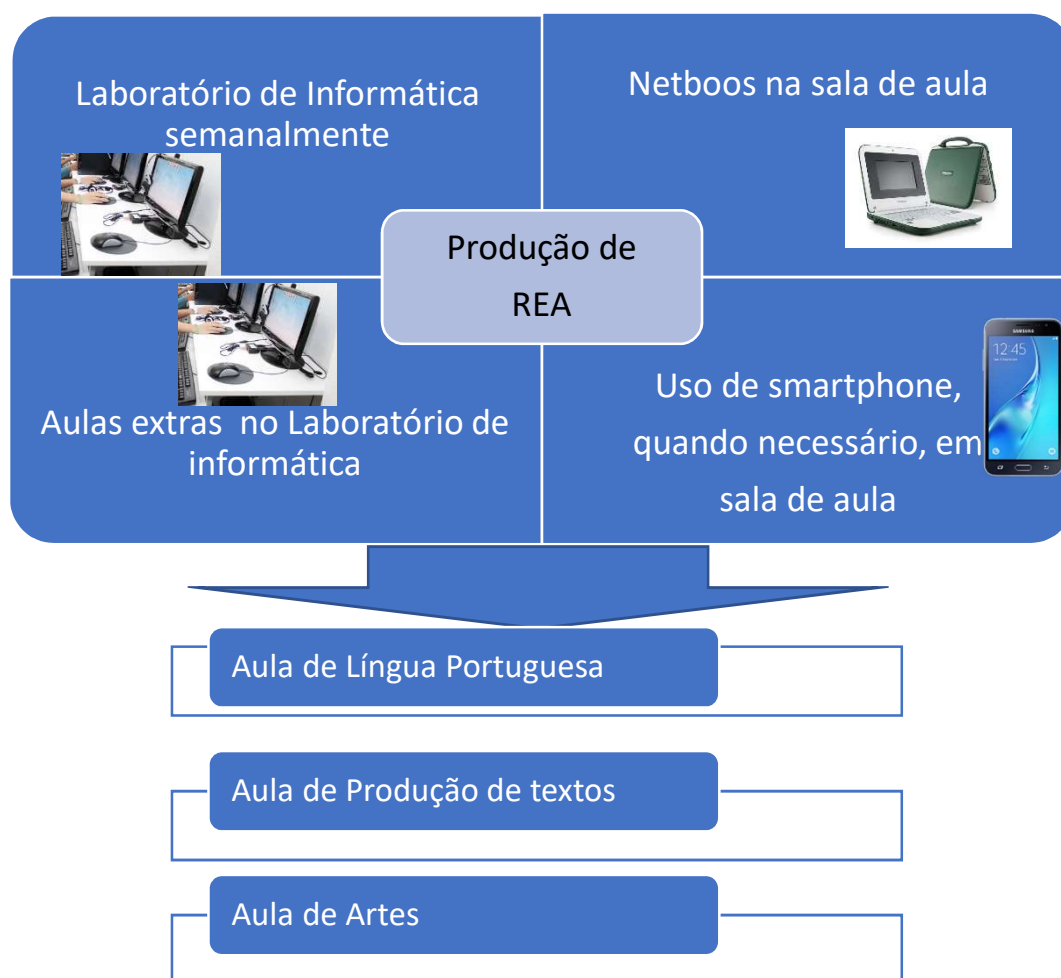 Laboratório de Informática
semanalmente
Netboos na sala de aula
Produção de
REA
Aulas extras no Laboratório de
informática
SAMSUNG
12:45
Uso de smartphone,
quando necessário, em
sala de aula
Aula de Língua Portuguesa
Aula de Produção de textos
Aula de Artes